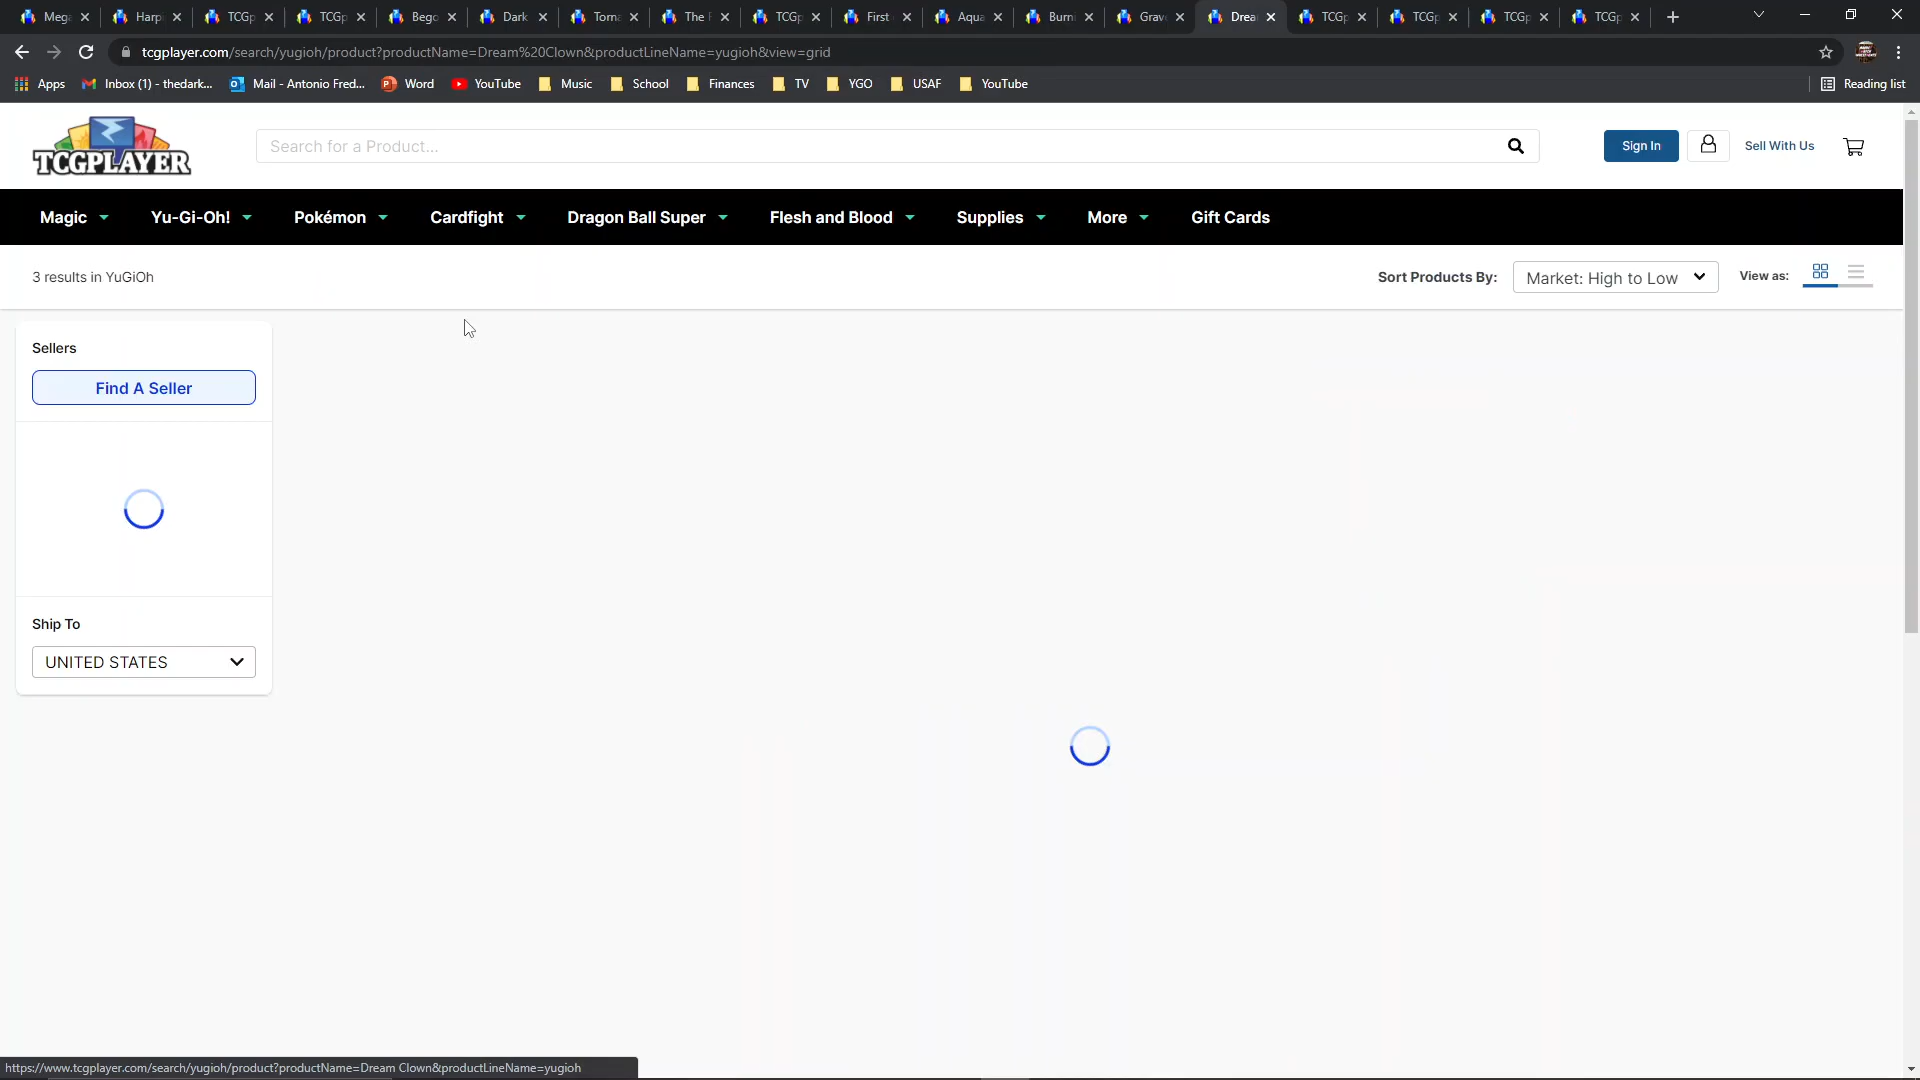 Mega
Harpi
TCGp
TCGp
Bego
Dark
Torna
The F
TCGp
First
Aqua
Burni
Grav
Drea
TCGp
TCGp
TCGp
TCGp
tcgplayer.com/search/yugioh/product?productName=Dream%20Clown&productLineName=yugioh&view=grid
Apps
Inbox (1) - thedark...
Mail - Antonio Fred...
Word
YouTube
Music
School
Finances
TV
YGO
USAF
YouTube
Reading list
TCGPLAYER
Search for a Product...
Sign In
Sell With Us
Magic
Yu-Gi-Oh!
Pokémon
Cardfight
Dragon Ball Super
Flesh and Blood
Supplies
More
Gift Cards
3 results in YuGiOh
Sort Products By:
Market: High to Low
View as:
Sellers
Find A Seller
Ship To
UNITED STATES
https://www.tcgplayer.com/search/yugioh/product?productName=Dream Clown&productLineName=yugioh